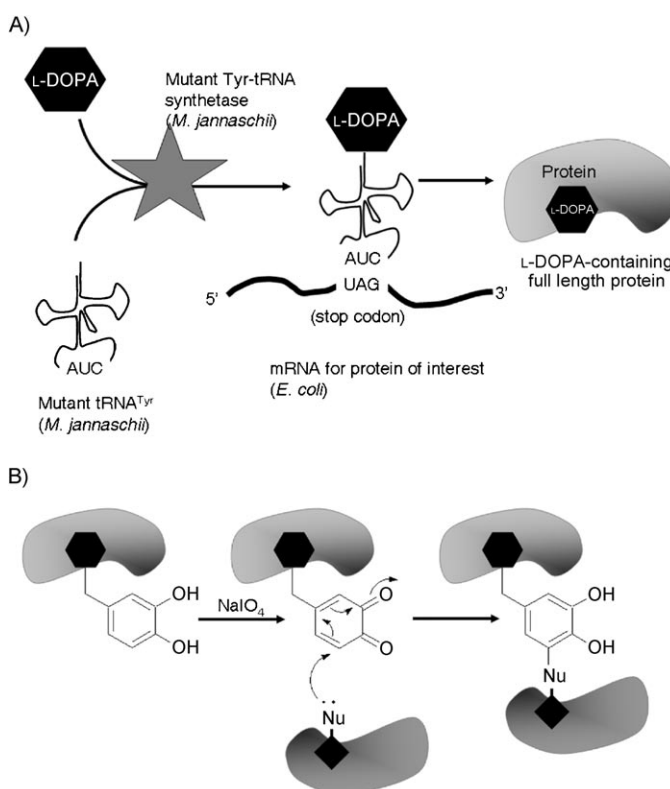 A)
L-DOPA
Mutant Tyr-tRNA
synthetase
(M. jannaschii)
L-DOPA
Protein
L-DOPA
AUC
UAG
5'
3'
(stop codon)
L-DOPA-containing
full length protein
AUC
mRNA for protein of interest
(E. coli)
Mutant tRNATyr
(M. jannaschii)
B)
OH
OH
NaIO4
O
O
Nu
OH
OH
Nu